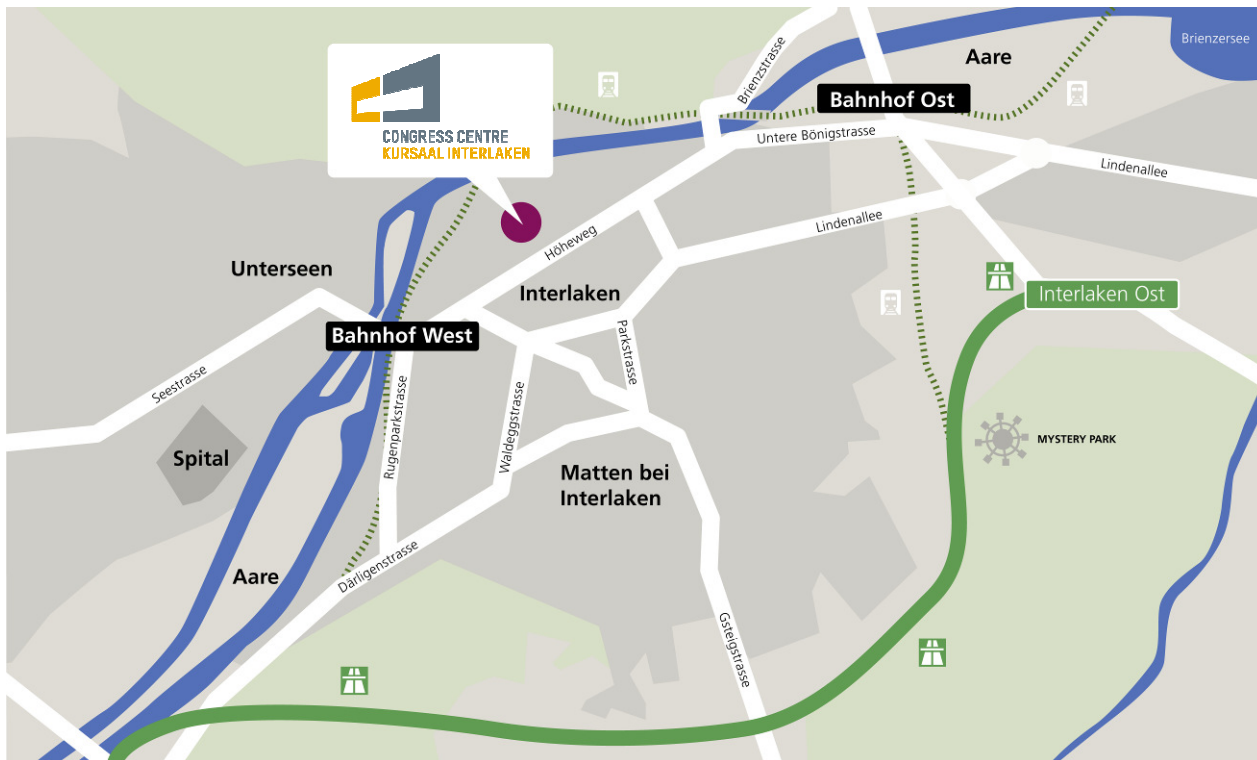 Brienzersee
Aare
Brienzstrasse
Bahnhof Ost
CONGRESS CENTRE
KURSAAL INTERLAKEN
Untere Bönigstrasse
Lindenallee
Lindenallee
Höheweg
Unterseen
Interlaken
Interlaken Ost
Bahnhof West
Parkstrasse
Seestrasse
Rugenparkstrasse
Waldeggstrasse
MYSTERY PARK
Spital
Matten bei
Interlaken
Därligenstrasse
Aare
Gsteigstrasse